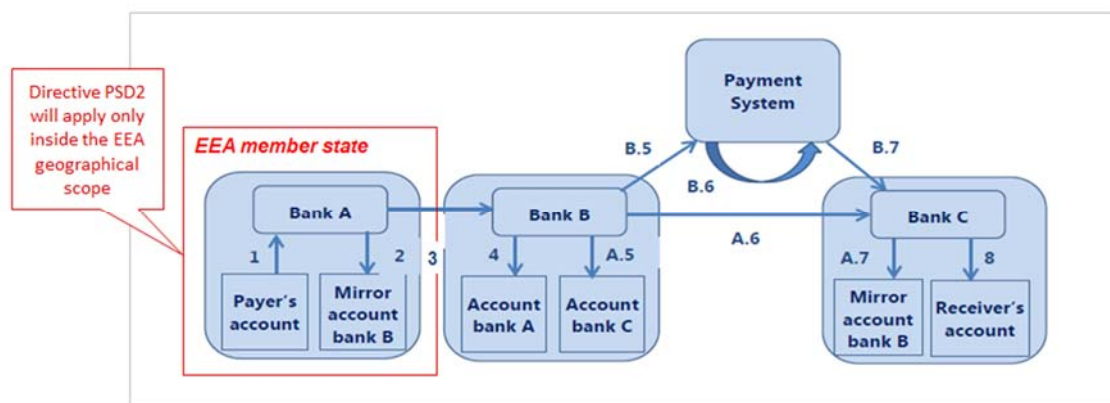 Directive PSD2
will apply only
inside the EEA
geographical
scope
EEA member state
Payment
System
B.5
B.6
B.7
Bank A
Bank B
Bank C
A.6
1
2
3
4
A.5
A.7
8
Payer's
account
Mirror
account
bank B
Account
bank A
Account
bank C
Mirror
account
bank B
Receiver's
account